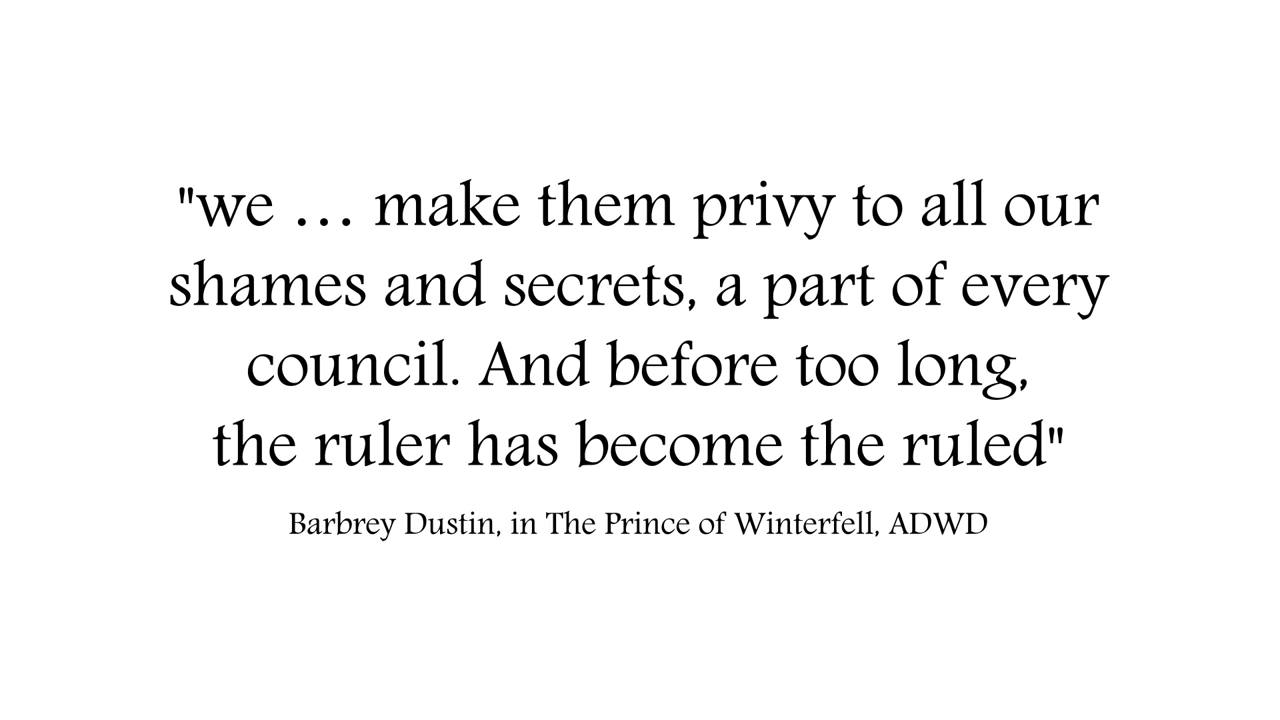 "we … make them privy to all our
shames and secrets, a part of every
council. And before too long,
the ruler has become the ruled"
Barbrey Dustin, in The Prince of Winterfell, ADWD